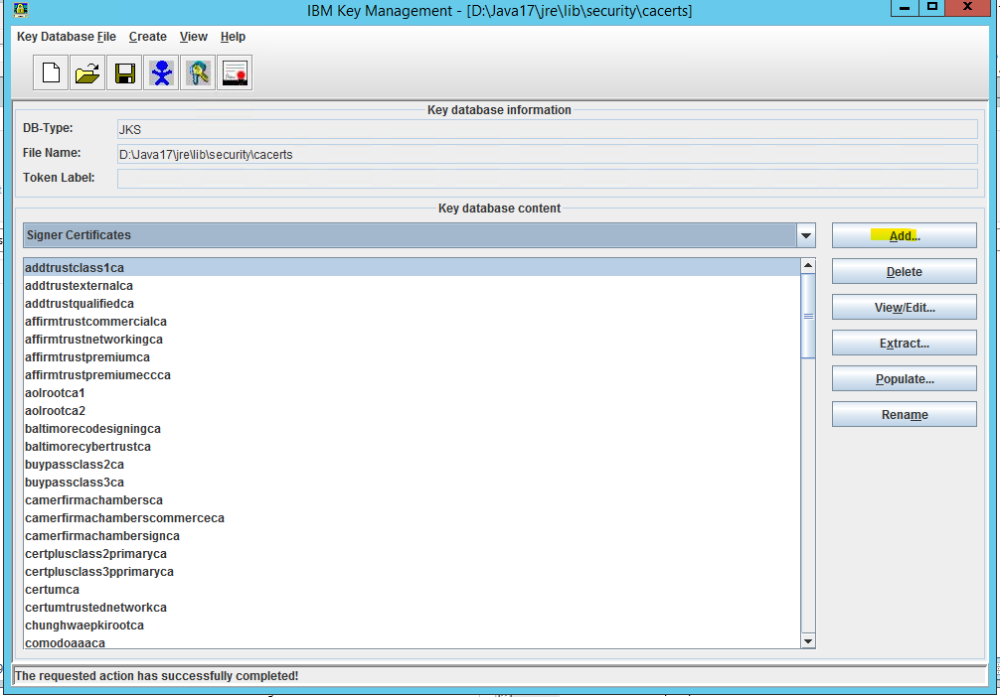 IBM Key Management - [D:\Java17\jre\lib\security\cacerts]
Key Database File Create View Help
Key database information
DB-Type: JKS
File Name: D:\Java17\jre\lib\security\cacerts
Token Label:
Key database content
Signer Certificates
Add...
addtrustclass1ca
addtrustexternalca
addtrustqualifiedca
affirmtrustcommercialca
affirmtrustnetworkingca
affirmtrustpremiumca
affirmtrustpremiumeccca
aolrootca1
aolrootca2
baltimorecodesigningca
baltimorecybertrustca
buypassclass2ca
buypassclass3ca
camerfirmachambersca
camerfirmachamberscommerceca
camerfirmachambersignca
certplusclass2primaryca
certplusclass3pprimaryca
certumca
certumtrustednetworkca
chunghwaepkirootca
comodoaaaca
Delete
View/Edit...
Extract...
Populate...
Rename
The requested action has successfully completed!